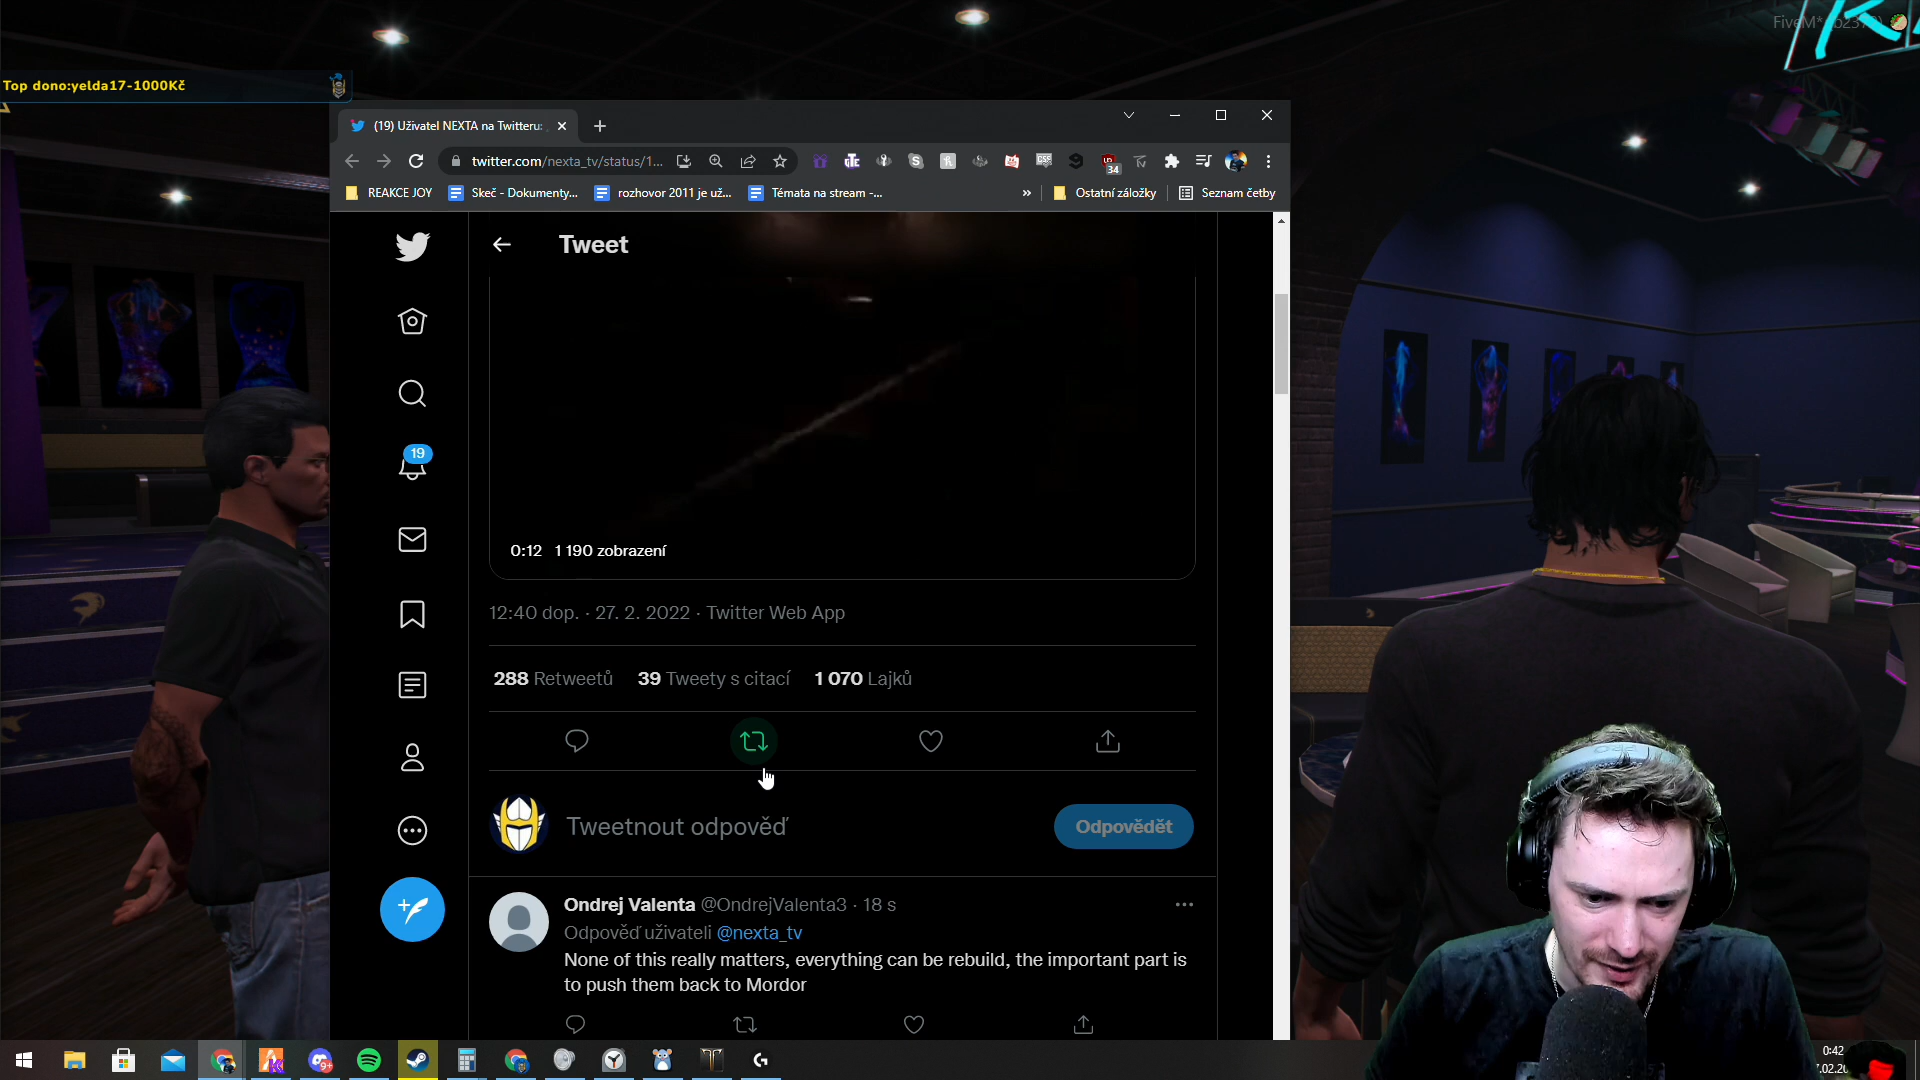 FiveM*
Top dono:yelda17-1000Kč
(19) Uživatel NEXTA na Twitteru:
twitter.com/nexta_tv/status/1...
34
REAKCE JOY
Skeč - Dokumenty...
rozhovor 2011 je už...
Témata na stream -...
»
Ostatní záložky
Seznam četby
Tweet
19
0:12 1 190 zobrazení
12:40 dop. · 27. 2. 2022 · Twitter Web App
288 Retweetů 39 Tweety s citací 1 070 Lajků
Tweetnout odpověď
Odpovědět
Ondrej Valenta @OndrejValenta3 · 18 s
Odpověď uživateli @nexta_tv
None of this really matters, everything can be rebuild, the important part is
to push them back to Mordor
9+
0:42